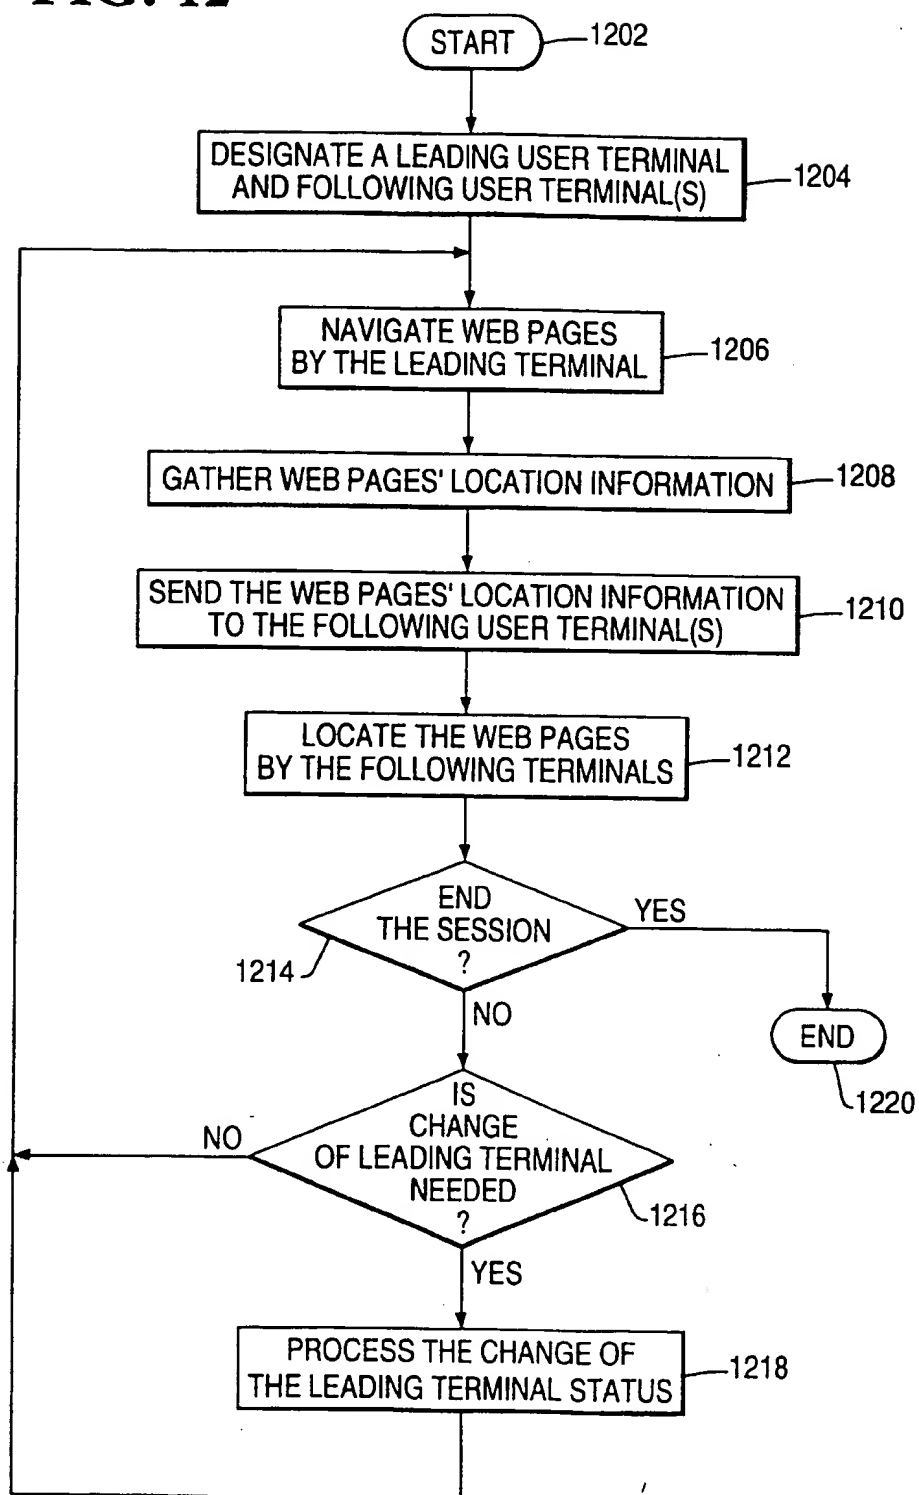 FIG. 12
START
1202
DESIGNATE A LEADING USER TERMINAL
AND FOLLOWING USER TERMINAL(S)
1204
NAVIGATE WEB PAGES
BY THE LEADING TERMINAL
1206
GATHER WEB PAGES' LOCATION INFORMATION
1208
SEND THE WEB PAGES' LOCATION INFORMATION
TO THE FOLLOWING USER TERMINAL(S)
1210
LOCATE THE WEB PAGES
BY THE FOLLOWING TERMINALS
1212
END
THE SESSION
?
YES
1214
NO
END
1220
IS
CHANGE
OF LEADING TERMINAL
NEEDED
?
NO
1216
YES
PROCESS THE CHANGE OF
THE LEADING TERMINAL STATUS
1218